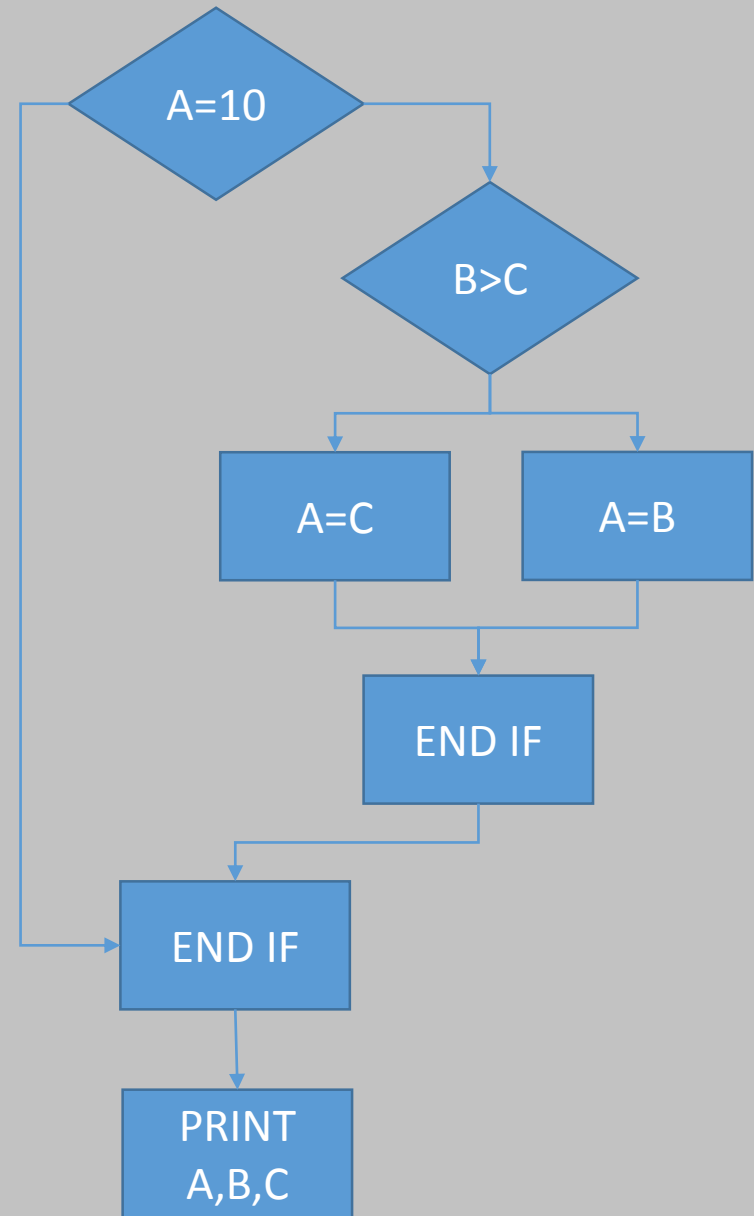 A=10
B>C
A=C
A=B
END IF
END IF
PRINT
A,B,C